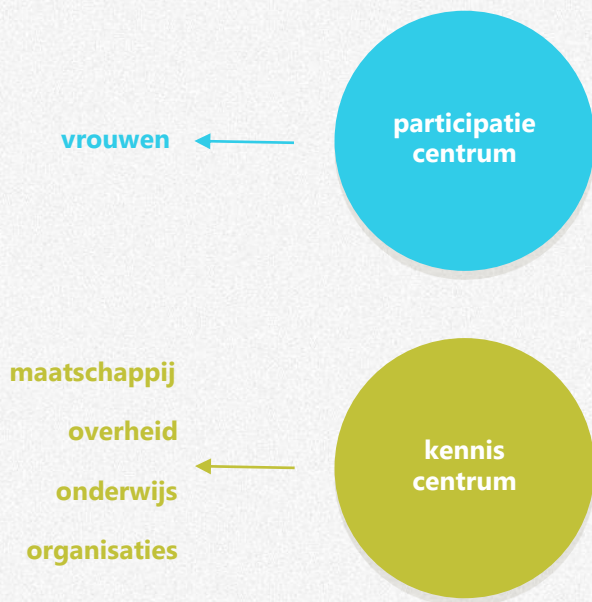 vrouwen
participatie
centrum
maatschappij
overheid
onderwijs
organisaties
kennis
centrum